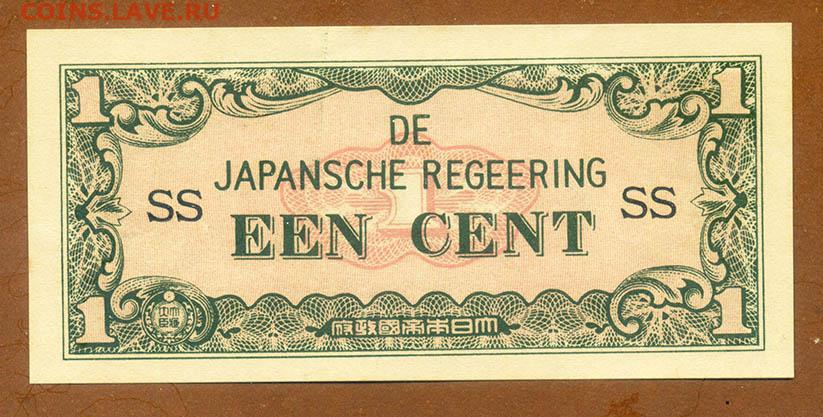 COINS.LAVE.RU
1 1
DE
JAPANSCHE REGEERING
SS SS
1
EEN CENT
1 1
府政國帝本日大